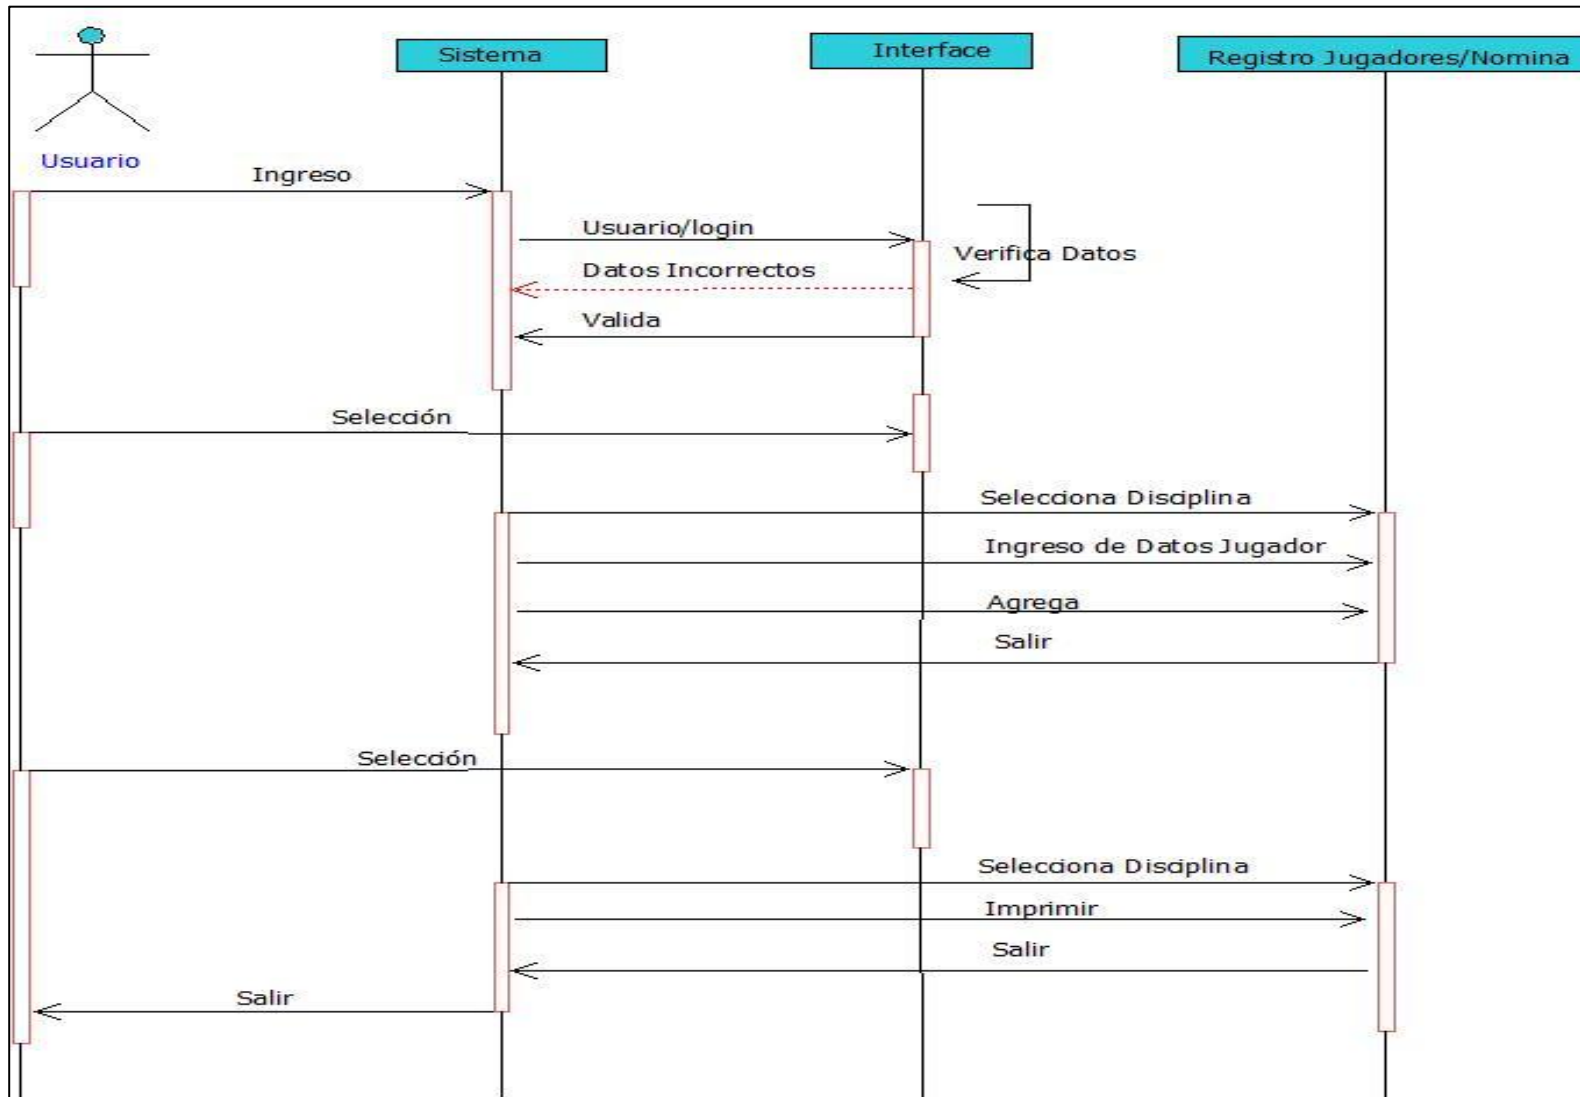 Sistema
Interface
Registro Jugadores/Nomina
Usuario
Ingreso
Usuario/login
Verifica Datos
Datos Incorrectos
Valida
Selección
Selecciona Disciplina
Ingreso de Datos Jugador
Agrega
Salir
Selección
Selecciona Disciplina
Imprimir
Salir
Salir